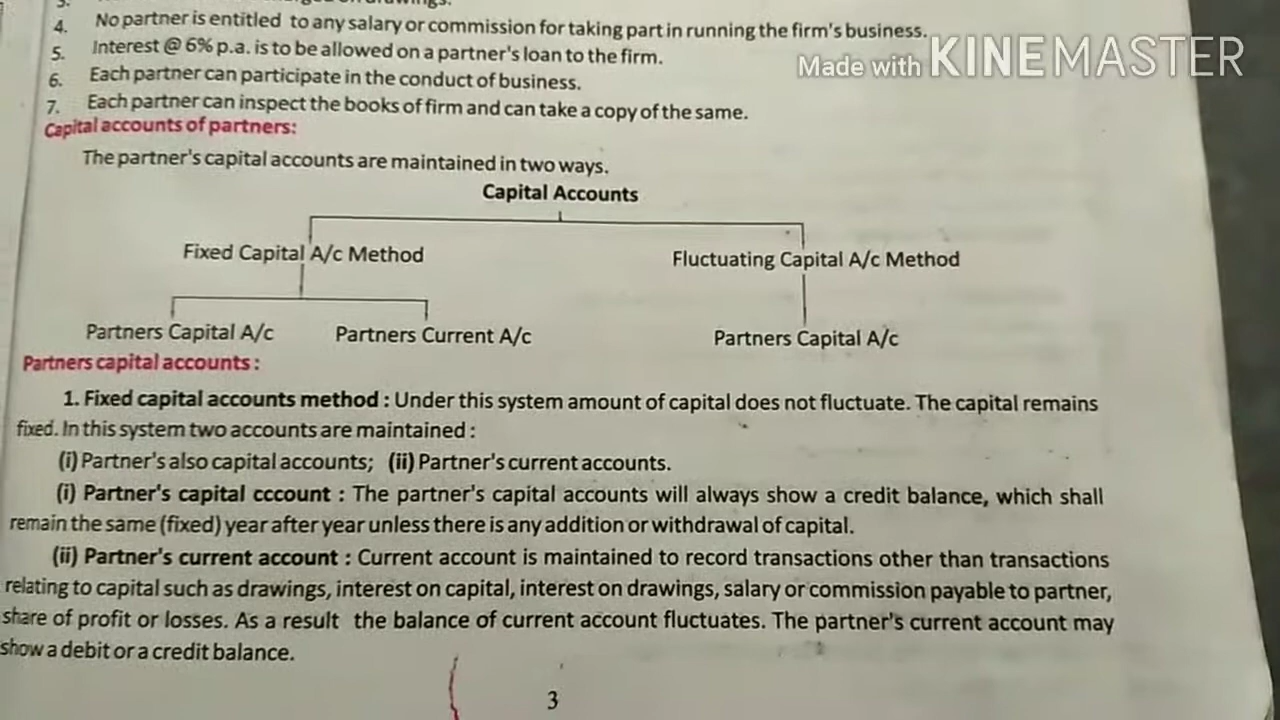 3. on drawings.
4. No partner is entitled to any salary or commission for taking part in running the firm's business.
5. Interest @ 6% p.a. is to be allowed on a partner's loan to the firm.
Made with KINEMASTER
6. Each partner can participate in the conduct of business.
7. Each partner can inspect the books of firm and can take a copy of the same.
Capital accounts of partners:
The partner's capital accounts are maintained in two ways.
Capital Accounts
Fixed Capital A/c Method Fluctuating Capital A/c Method
Partners Capital A/c Partners Current A/c Partners Capital A/c
Partners capital accounts :
1. Fixed capital accounts method : Under this system amount of capital does not fluctuate. The capital remains
fixed. In this system two accounts are maintained :
(i) Partner's also capital accounts; (ii) Partner's current accounts.
(i) Partner's capital cccount : The partner's capital accounts will always show a credit balance, which shall
remain the same (fixed) year after year unless there is any addition or withdrawal of capital.
(ii) Partner's current account : Current account is maintained to record transactions other than transactions
relating to capital such as drawings, interest on capital, interest on drawings, salary or commission payable to partner,
share of profit or losses. As a result the balance of current account fluctuates. The partner's current account may
show a debit or a credit balance.
3